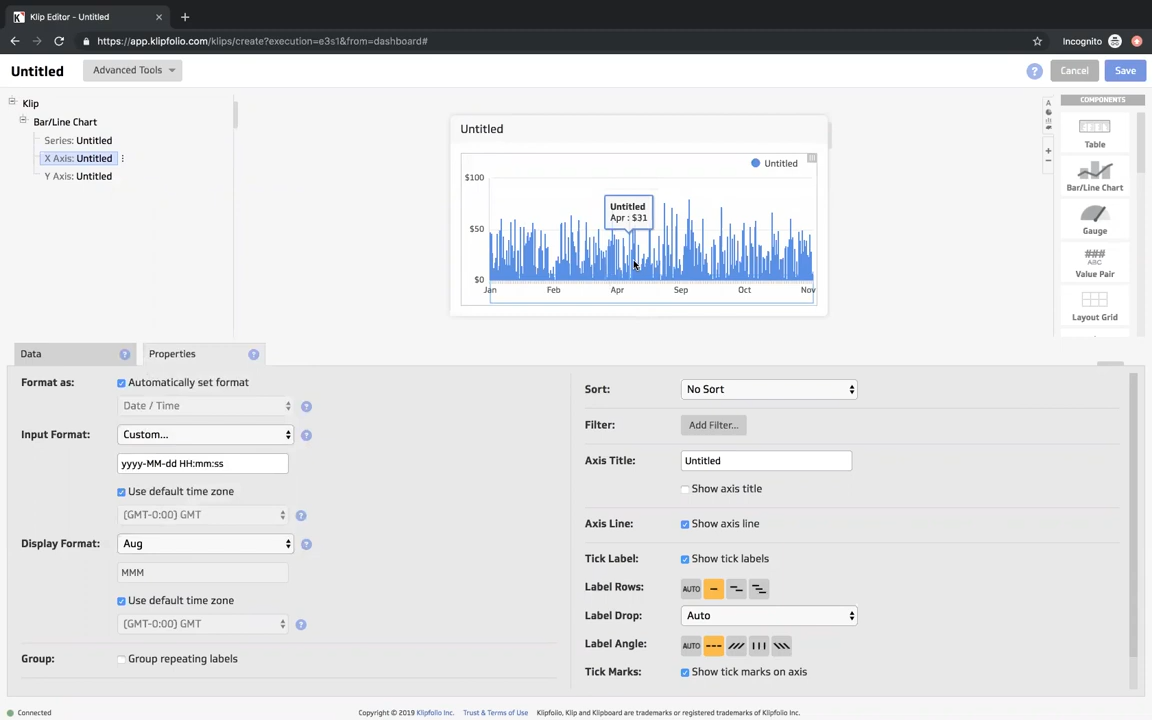 Klip Editor - Untitled
https://app.klipfolio.com/klips/create?execution=e3s1&from=dashboard#
Incognito
Untitled
Advanced Tools
?
Cancel
Save
Klip
Bar/Line Chart
Series: Untitled
X Axis: Untitled
Y Axis: Untitled
Untitled
Untitled
$100
$50
$0
Untitled
Apr : $31
Jan
Feb
Apr
Sep
Oct
Nov
COMPONENTS
Table
Bar/Line Chart
Gauge
###
ABC
Value Pair
Layout Grid
Data
?
Properties
?
Format as:
Automatically set format
Date / Time
?
Input Format:
Custom...
?
yyyy-MM-dd HH:mm:ss
Use default time zone
(GMT-0:00) GMT
?
Display Format:
Aug
?
MMM
Use default time zone
(GMT-0:00) GMT
?
Group:
Group repeating labels
Sort:
No Sort
Filter:
Add Filter...
Axis Title:
Untitled
Show axis title
Axis Line:
Show axis line
Tick Label:
Show tick labels
Label Rows:
AUTO
Label Drop:
Auto
Label Angle:
AUTO
Tick Marks:
Show tick marks on axis
Connected
Copyright © 2019 Klipfolio Inc.
Trust & Terms of Use
Klipfolio, Klip and Klipboard are trademarks or registered trademarks of Klipfolio Inc.